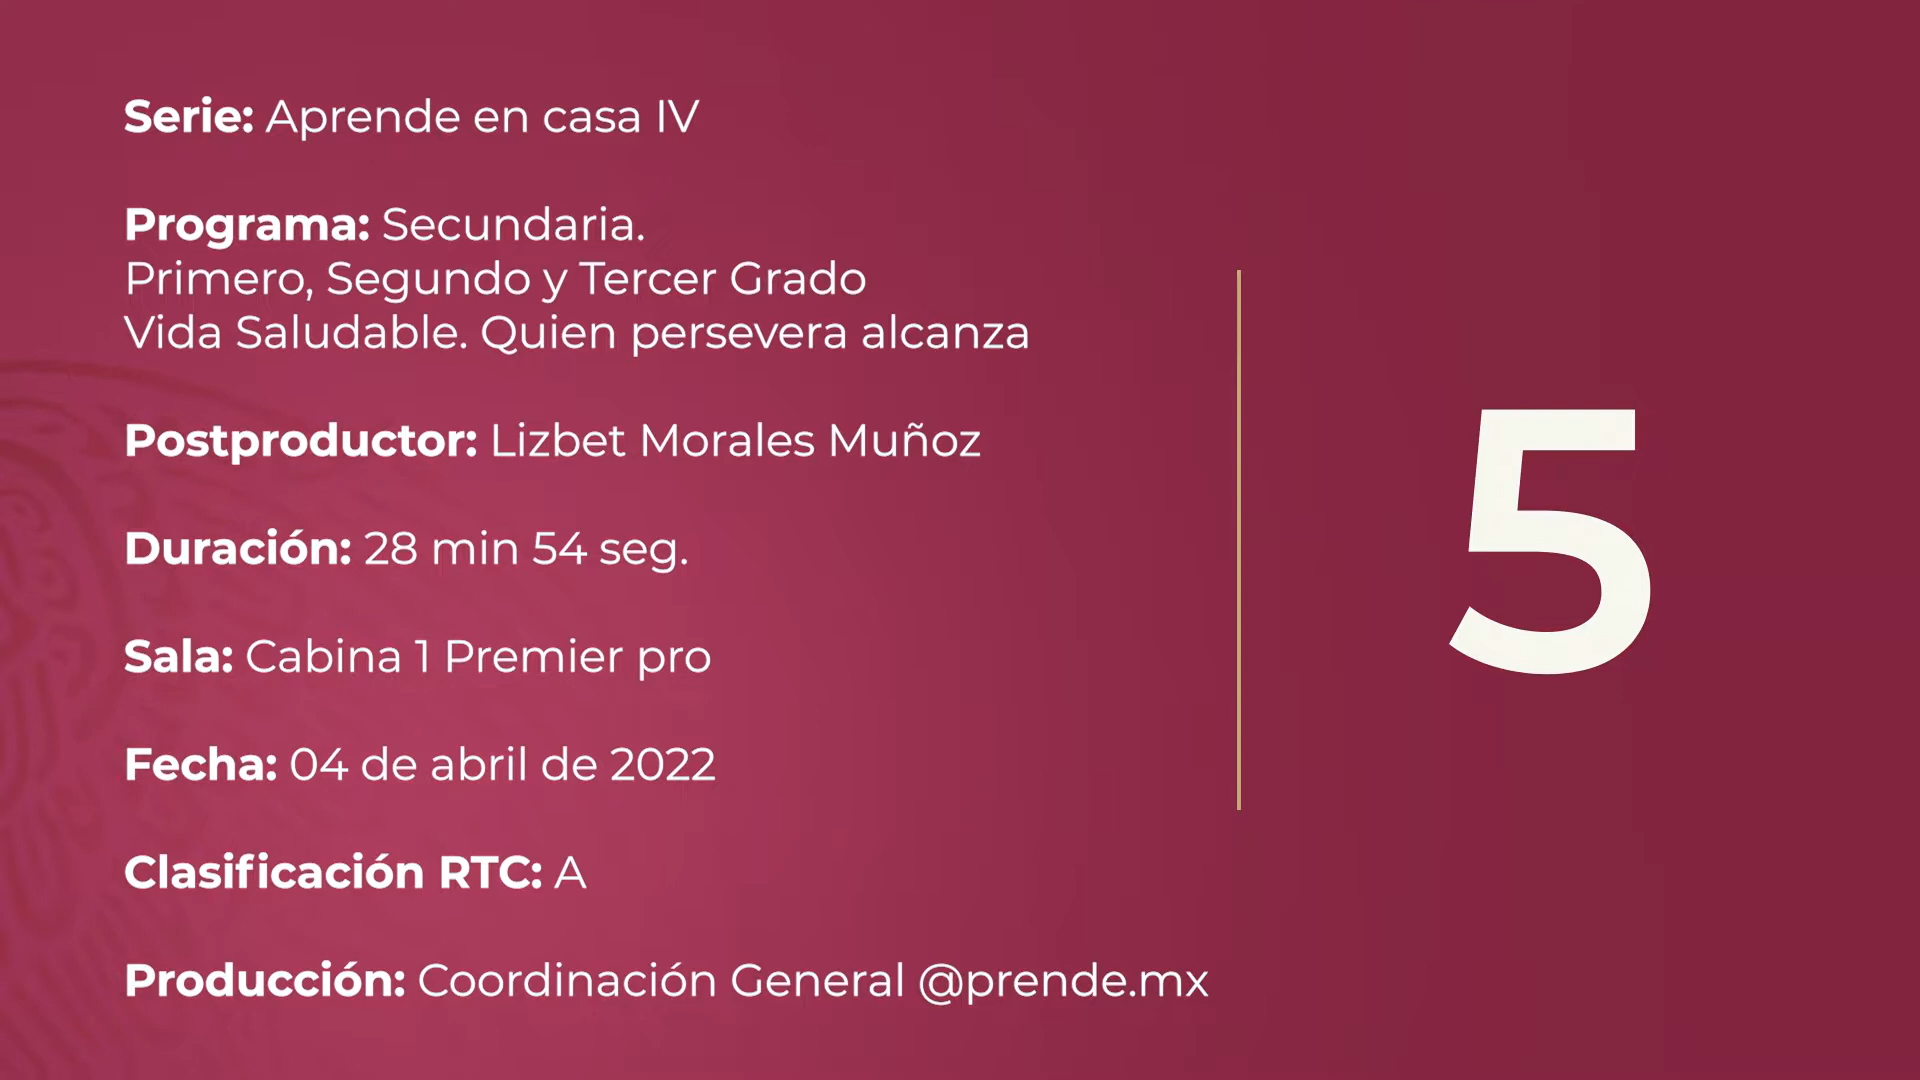 Serie: Aprende en casa IV
Programa: Secundaria.
Primero, Segundo y Tercer Grado
Vida Saludable. Quien persevera alcanza
Postproductor: Lizbet Morales Muñoz
Duración: 28 min 54 seg.
Sala: Cabina 1 Premier pro
Fecha: 04 de abril de 2022
Clasificación RTC: A
Producción: Coordinación General @prende.mx
5